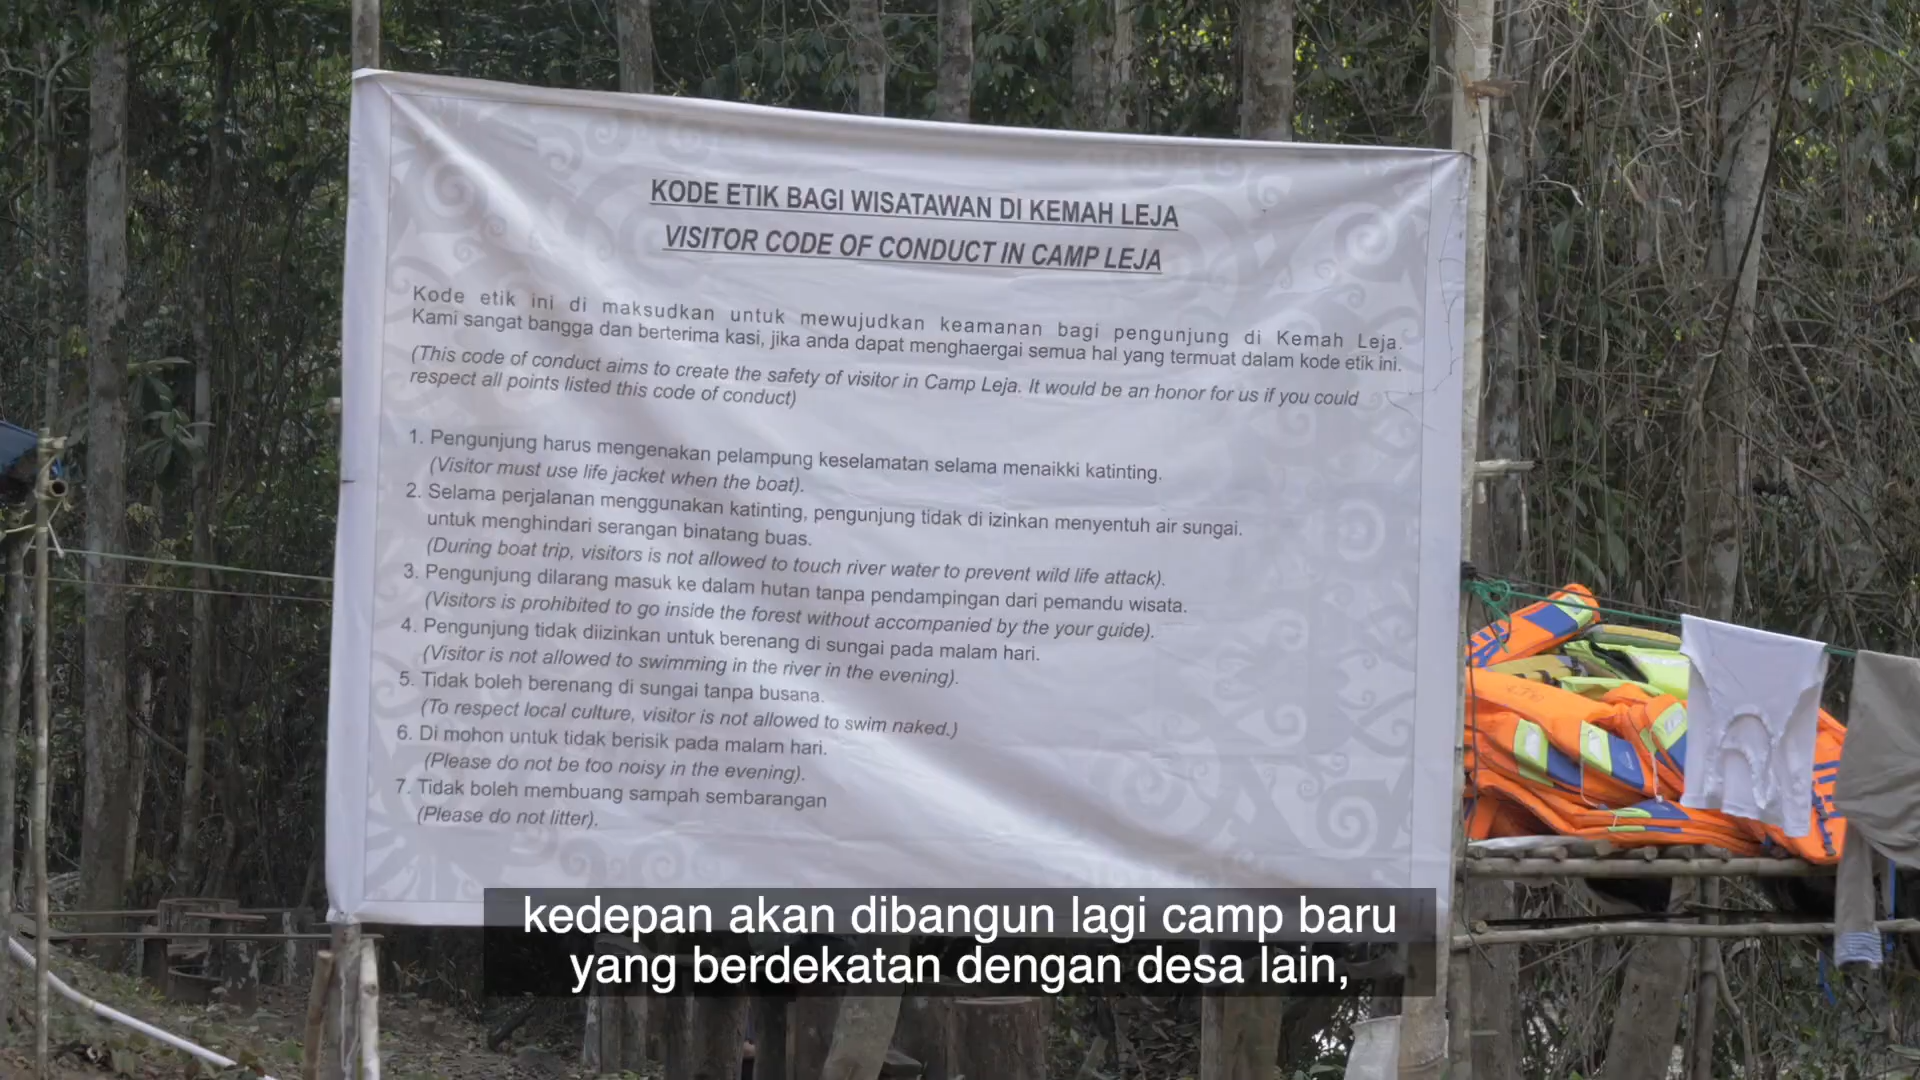 KODE ETIK BAGI WISATAWAN DI KEMAH LEJA
VISITOR CODE OF CONDUCT IN CAMP LEJA
Kode etik ini di maksudkan untuk mewujudkan keamanan bagi pengunjung di Kemah Leja.
Kami sangat bangga dan berterima kasi, jika anda dapat menghaergai semua hal yang termuat dalam kode etik ini.
(This code of conduct aims to create the safety of visitor in Camp Leja. It would be an honor for us if you could
respect all points listed this code of conduct)
1. Pengunjung harus mengenakan pelampung keselamatan selama menaikki katinting.
(Visitor must use life jacket when the boat).
2. Selama perjalanan menggunakan katinting, pengunjung tidak di izinkan menyentuh air sungai.
untuk menghindari serangan binatang buas.
(During boat trip, visitors is not allowed to touch river water to prevent wild life attack).
3. Pengunjung dilarang masuk ke dalam hutan tanpa pendampingan dari pemandu wisata.
(Visitors is prohibited to go inside the forest without accompanied by the your guide).
4. Pengunjung tidak diizinkan untuk berenang di sungai pada malam hari.
(Visitor is not allowed to swimming in the river in the evening).
5. Tidak boleh berenang di sungai tanpa busana.
(To respect local culture, visitor is not allowed to swim naked.)
6. Di mohon untuk tidak berisik pada malam hari.
(Please do not be too noisy in the evening).
7. Tidak boleh membuang sampah sembarangan
(Please do not litter).
kedepan akan dibangun lagi camp baru
yang berdekatan dengan desa lain,